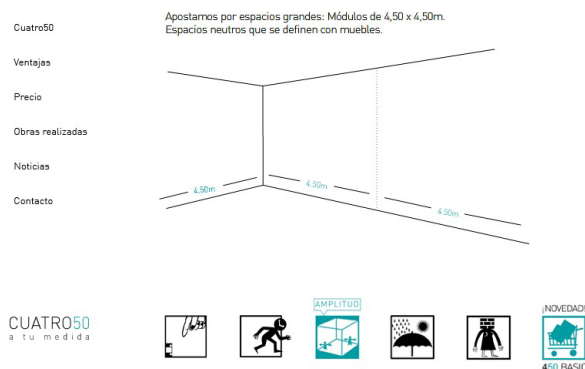 Cuatro50
Ventajas
Precio
Obras realizadas
Noticias
Contacto
Apostamos por espacios grandes: Módulos de 4,50 x 4,50m.
Espacios neutros que se definen con muebles.
4.50m
4.50m
4.50m
CUATRO50
a tu medida
AMPLITUD
¡NOVEDAD!
450 BASIC